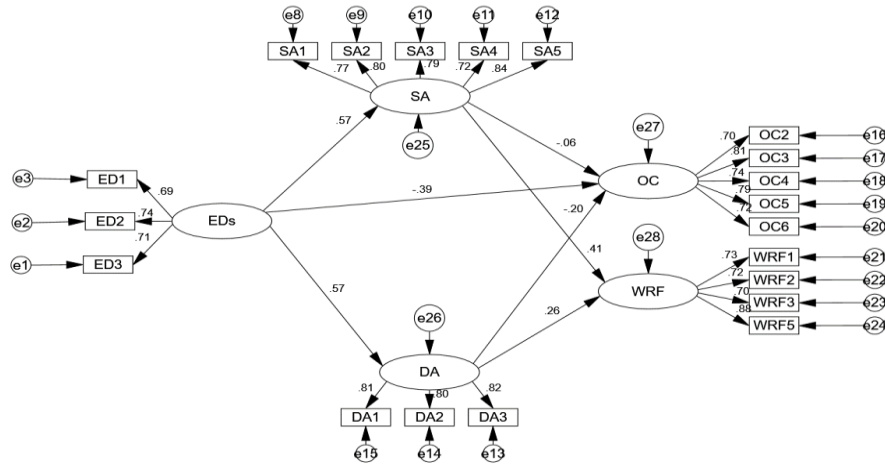 e8 e9 e10 e11 e12
SA1 SA2 SA3 SA4 SA5
.77 .80 .79 .72 .84
SA
.57
e25
-.06
e27
OC2 e16
.70
OC3 e17
.81
OC4 e18
.74
OC5 e19
.79
OC6 e20
.72
OC
e3 ED1
.69
e2 ED2
.74
e1 ED3
.71
EDs
-.39
-.20
.41
e28
WRF
WRF1 e21
.73
WRF2 e22
.72
WRF3 e23
.70
WRF5 e24
.88
.57
.26
e26
DA
.81 .80 .82
DA1 DA2 DA3
e15 e14 e13